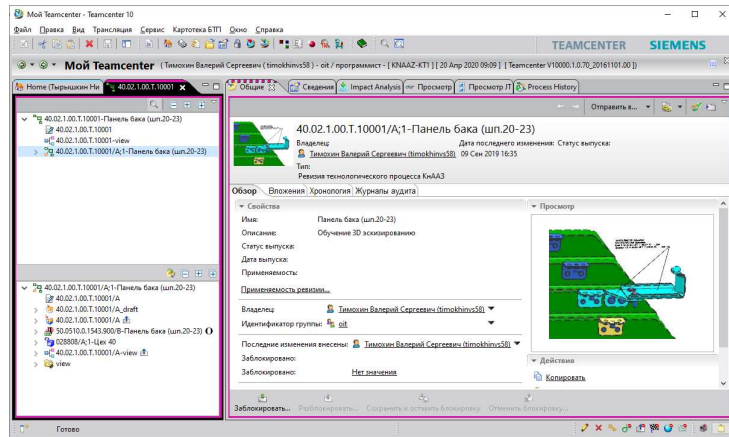 Мой Teamcenter - Teamcenter 10
Файл Правка Вид Трансляция Сервис Картотека БТП Окно Справка
TEAMCENTER SIEMENS
Мой Teamcenter ( Тимохин Валерий Сергеевич ( timokhinvs58 ) - oit / программист - [ KNAAZ-KT1 ] [ 20 Апр 2020 09:09 ] [ Teamcenter V10000.1.0.70_20161101.00 ])
Home (Тырышкин Ни 40.02.1.00.T.10001
Общие Сведения Impact Analysis Просмотр Просмотр JT Process History
Отправить в...
40.02.1.00.T.10001-Панель бака (шп.20-23)
40.02.1.00.T.10001
40.02.1.00.T.10001-view
40.02.1.00.T.10001/A;1-Панель бака (шп.20-23)
40.02.1.00.T.10001/A;1-Панель бака (шп.20-23)
40.02.1.00.T.10001/A
40.02.1.00.T.10001/A_draft
40.02.1.00.T.10001/A
50.0510.0.1543.900/B-Панель бака (шп.20-23)
028808/A;1-Цех 40
40.02.1.00.T.10001/A-view
view
40.02.1.00.T.10001/A;1-Панель бака (шп.20-23)
Владелец: Дата последнего изменения: Статус выпуска:
Тимохин Валерий Сергеевич (timokhinvs58) 09 Сен 2019 16:35
Тип:
Ревизия технологического процесса КнААЗ
Обзор Вложения Хронология Журналы аудита
Свойства
Имя: Панель бака (шп.20-23)
Описание: Обучение 3D эскизированию
Статус выпуска:
Дата выпуска:
Применяемость:
Применяемость ревизии...
Владелец: Тимохин Валерий Сергеевич (timokhinvs58)
Идентификатор группы: oit
Последние изменения внесены: Тимохин Валерий Сергеевич (timokhinvs58)
Заблокировано:
Заблокировано: Нет значения
Просмотр
Действия
Копировать
Заблокировать... Разблокировать... Сохранить и оставить блокировку Отменить блокировку...
Готово